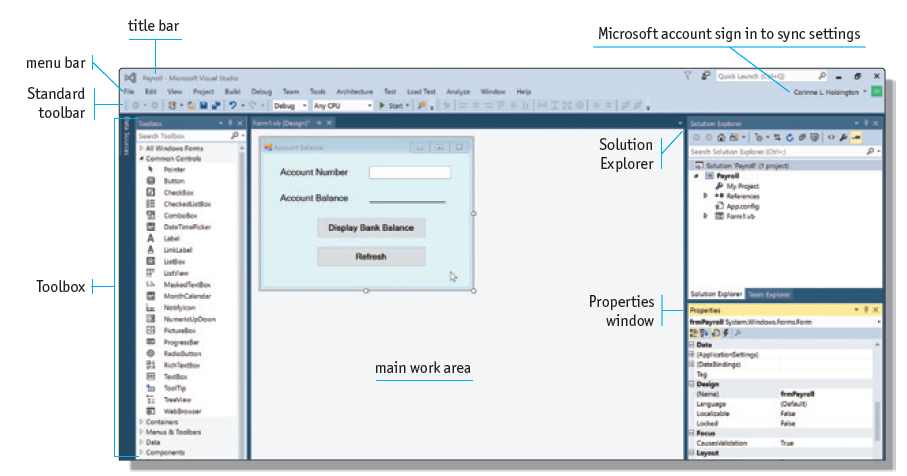 title bar
Microsoft account sign in to sync settings
menu bar
Payroll - Microsoft Visual Studio
Quick Launch (Ctrl+Q)
File Edit View Project Build Debug Team Tools Architecture Test Load Test Analyze Window Help
Corinne L. Hoisington
CH
Standard
toolbar
Debug Any CPU Start
Data Sources
Toolbox
Search Toolbox
All Windows Forms
Common Controls
Pointer
Button
CheckBox
CheckedListBox
ComboBox
DateTimePicker
Label
LinkLabel
ListBox
ListView
MaskedTextBox
MonthCalendar
NotifyIcon
NumericUpDown
PictureBox
ProgressBar
RadioButton
RichTextBox
TextBox
ToolTip
TreeView
WebBrowser
Containers
Menus & Toolbars
Data
Components
Toolbox
Form1.vb [Design]*
Account Balance
Account Number
Account Balance
Display Bank Balance
Refresh
main work area
Solution
Explorer
Solution Explorer
Search Solution Explorer (Ctrl+;)
Solution 'Payroll' (1 project)
Payroll
My Project
References
App.config
Form1.vb
Solution Explorer Team Explorer
Properties
window
Properties
frmPayroll System.Windows.Forms.Form
Data
(ApplicationSettings)
(DataBindings)
Tag
Design
(Name) frmPayroll
Language (Default)
Localizable False
Locked False
Focus
CausesValidation True
Layout